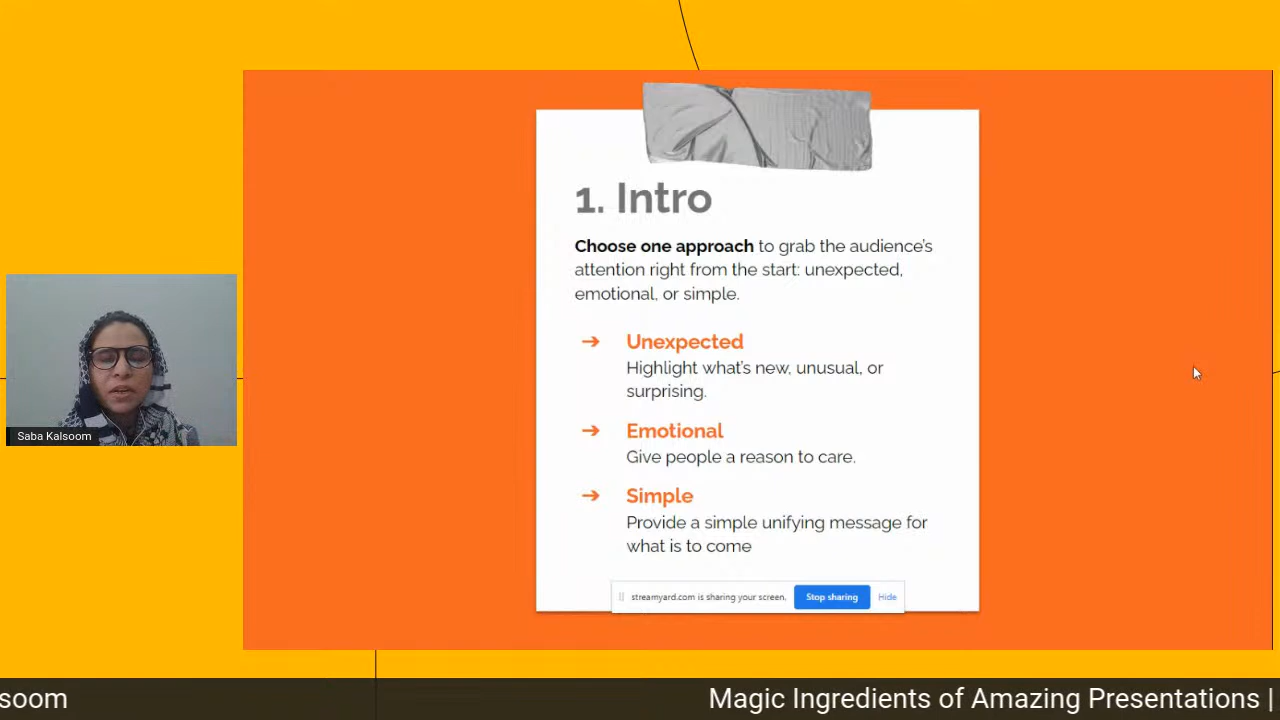 1. Intro
Choose one approach to grab the audience's
attention right from the start: unexpected,
emotional, or simple.
➔ Unexpected
Highlight what's new, unusual, or
surprising.
➔ Emotional
Give people a reason to care.
➔ Simple
Provide a simple unifying message for
what is to come
streamyard.com is sharing your screen. Stop sharing Hide
Saba Kalsoom
soom Magic Ingredients of Amazing Presentations |